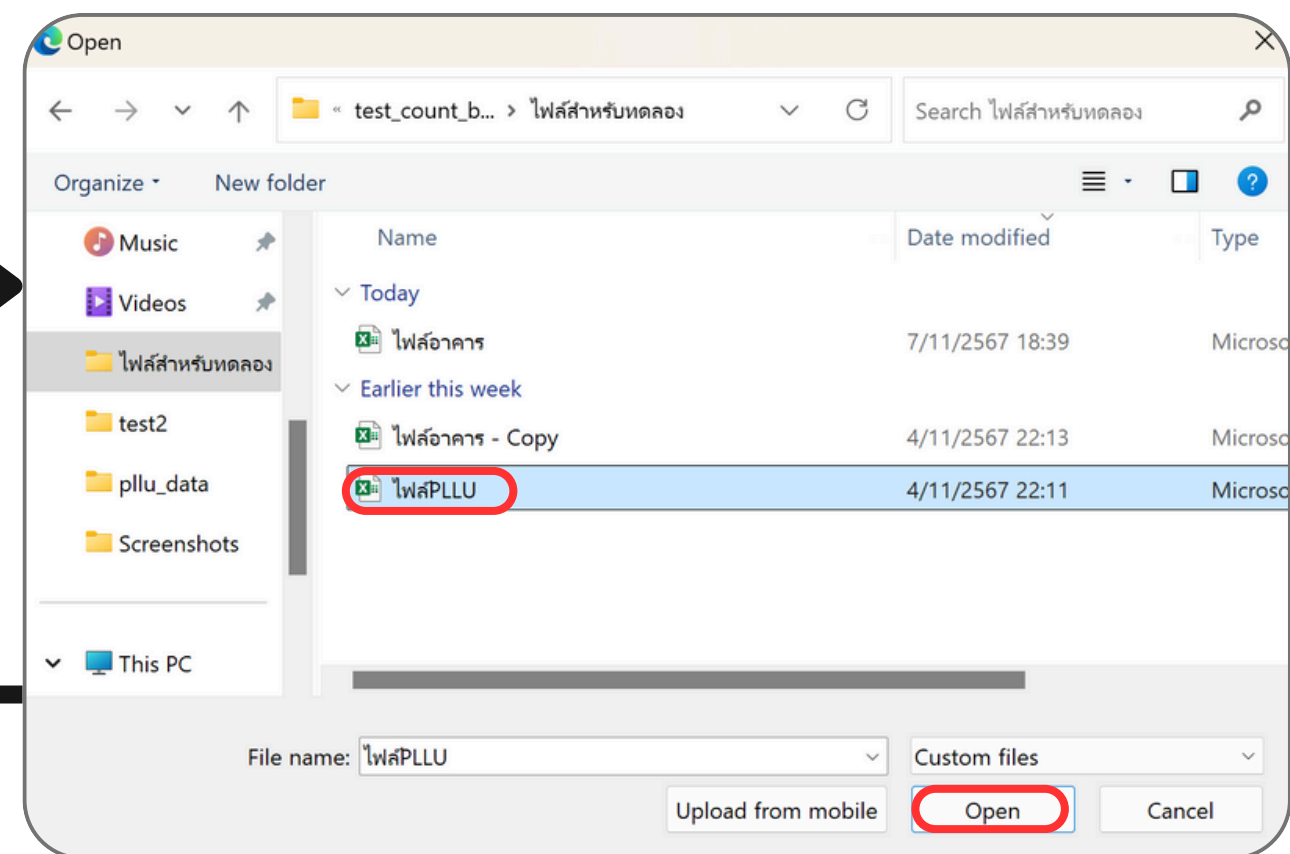 Open
« test_count_b... > ไฟล์สำหรับทดลอง
Search ไฟล์สำหรับทดลอง
Organize
New folder
Music
Videos
ไฟล์สำหรับทดลอง
test2
pllu_data
Screenshots
This PC
Name Date modified Type
Today
ไฟล์อาคาร 7/11/2567 18:39 Microso
Earlier this week
ไฟล์อาคาร - Copy 4/11/2567 22:13 Microso
ไฟล์PLLU 4/11/2567 22:11 Microso
File name: ไฟล์PLLU
Custom files
Upload from mobile Open Cancel